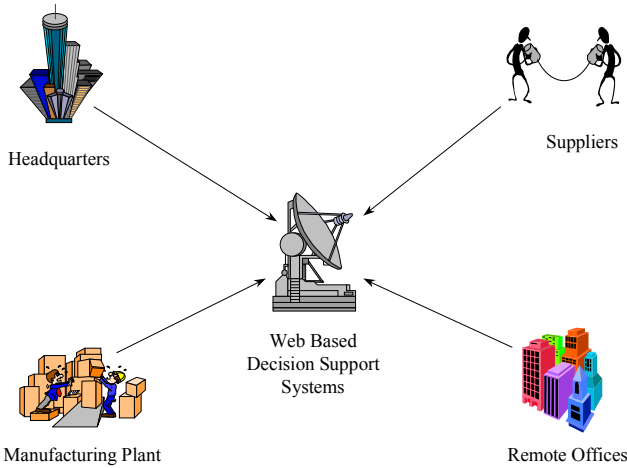 Headquarters
Suppliers
Web Based
Decision Support
Systems
Manufacturing Plant
Remote Offices